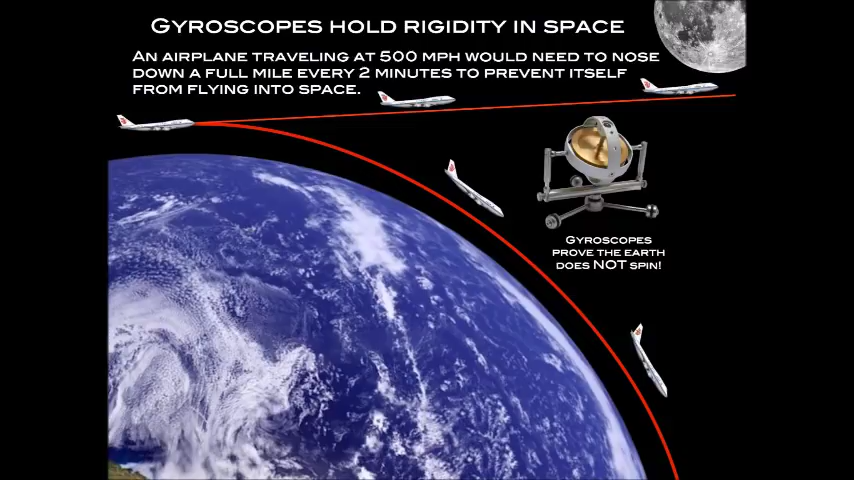 Gyroscopes hold rigidity in space
An airplane traveling at 500 mph would need to nose
down a full mile every 2 minutes to prevent itself
from flying into space.
Gyroscopes
prove the earth
does NOT spin!